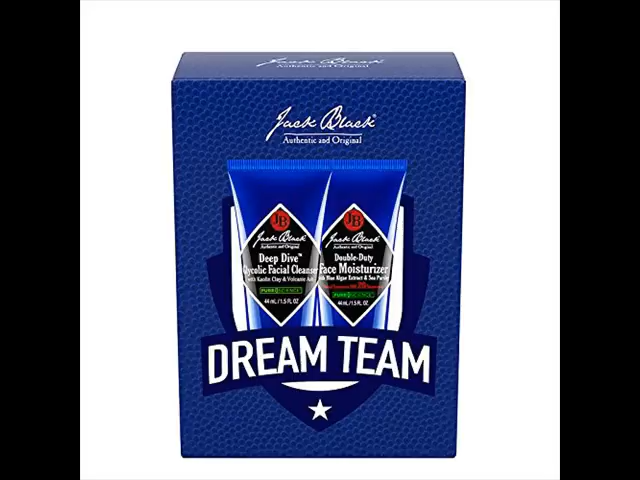 Jack Black®
Authentic and Original
Jack Black®
Authentic and Original
JB
Jack Black®
Authentic and Original
Deep Dive™
Glycolic Facial Cleanser
with Kaolin Clay & Volcanic Ash
PURE SCIENCE
44 mL/1.5 FL OZ
JB
Jack Black®
Authentic and Original
Double-Duty
Face Moisturizer
with Blue Algae Extract & Sea Parsley
44 mL/1.5 FL OZ
DREAM TEAM